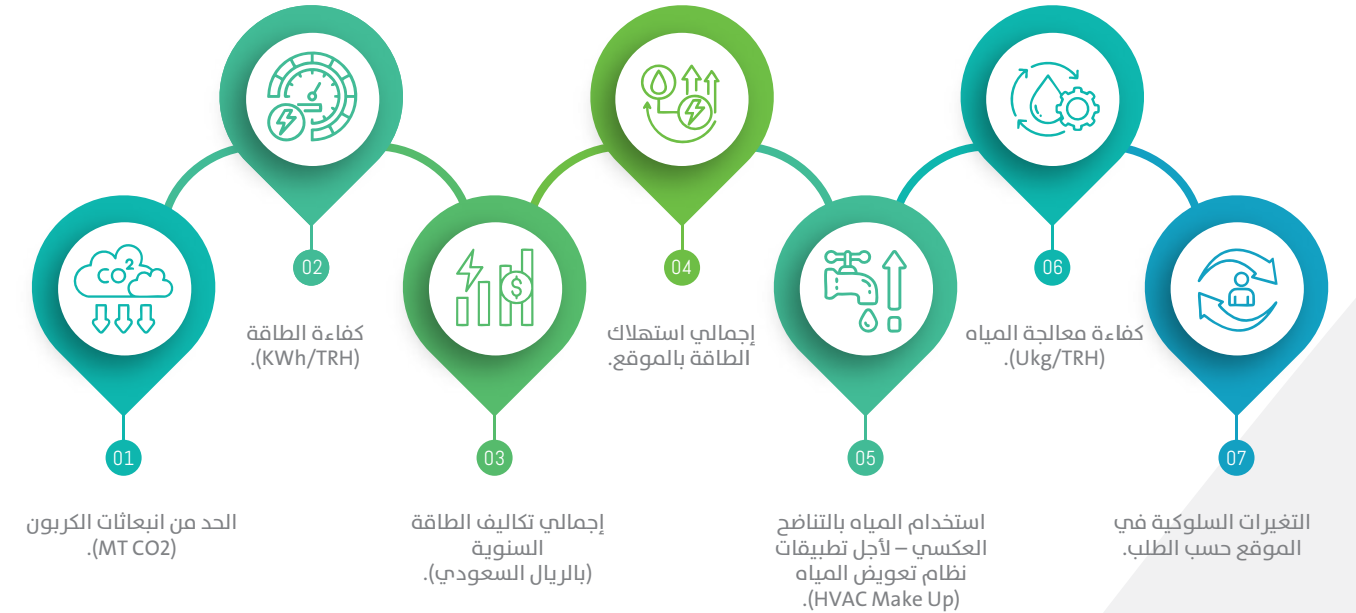 CO2
$
01
الحد من انبعاثات الكربون
(MT CO2).
02
كفاءة الطاقة
(KWh/TRH).
03
إجمالي تكاليف الطاقة
السنوية
(بالريال السعودي).
04
إجمالي استهلاك
الطاقة بالموقع.
05
استخدام المياه بالتناضح
العكسي – لأجل تطبيقات
نظام تعويض المياه
(HVAC Make Up).
06
كفاءة معالجة المياه
(Ukg/TRH).
07
التغيرات السلوكية في
الموقع حسب الطلب.